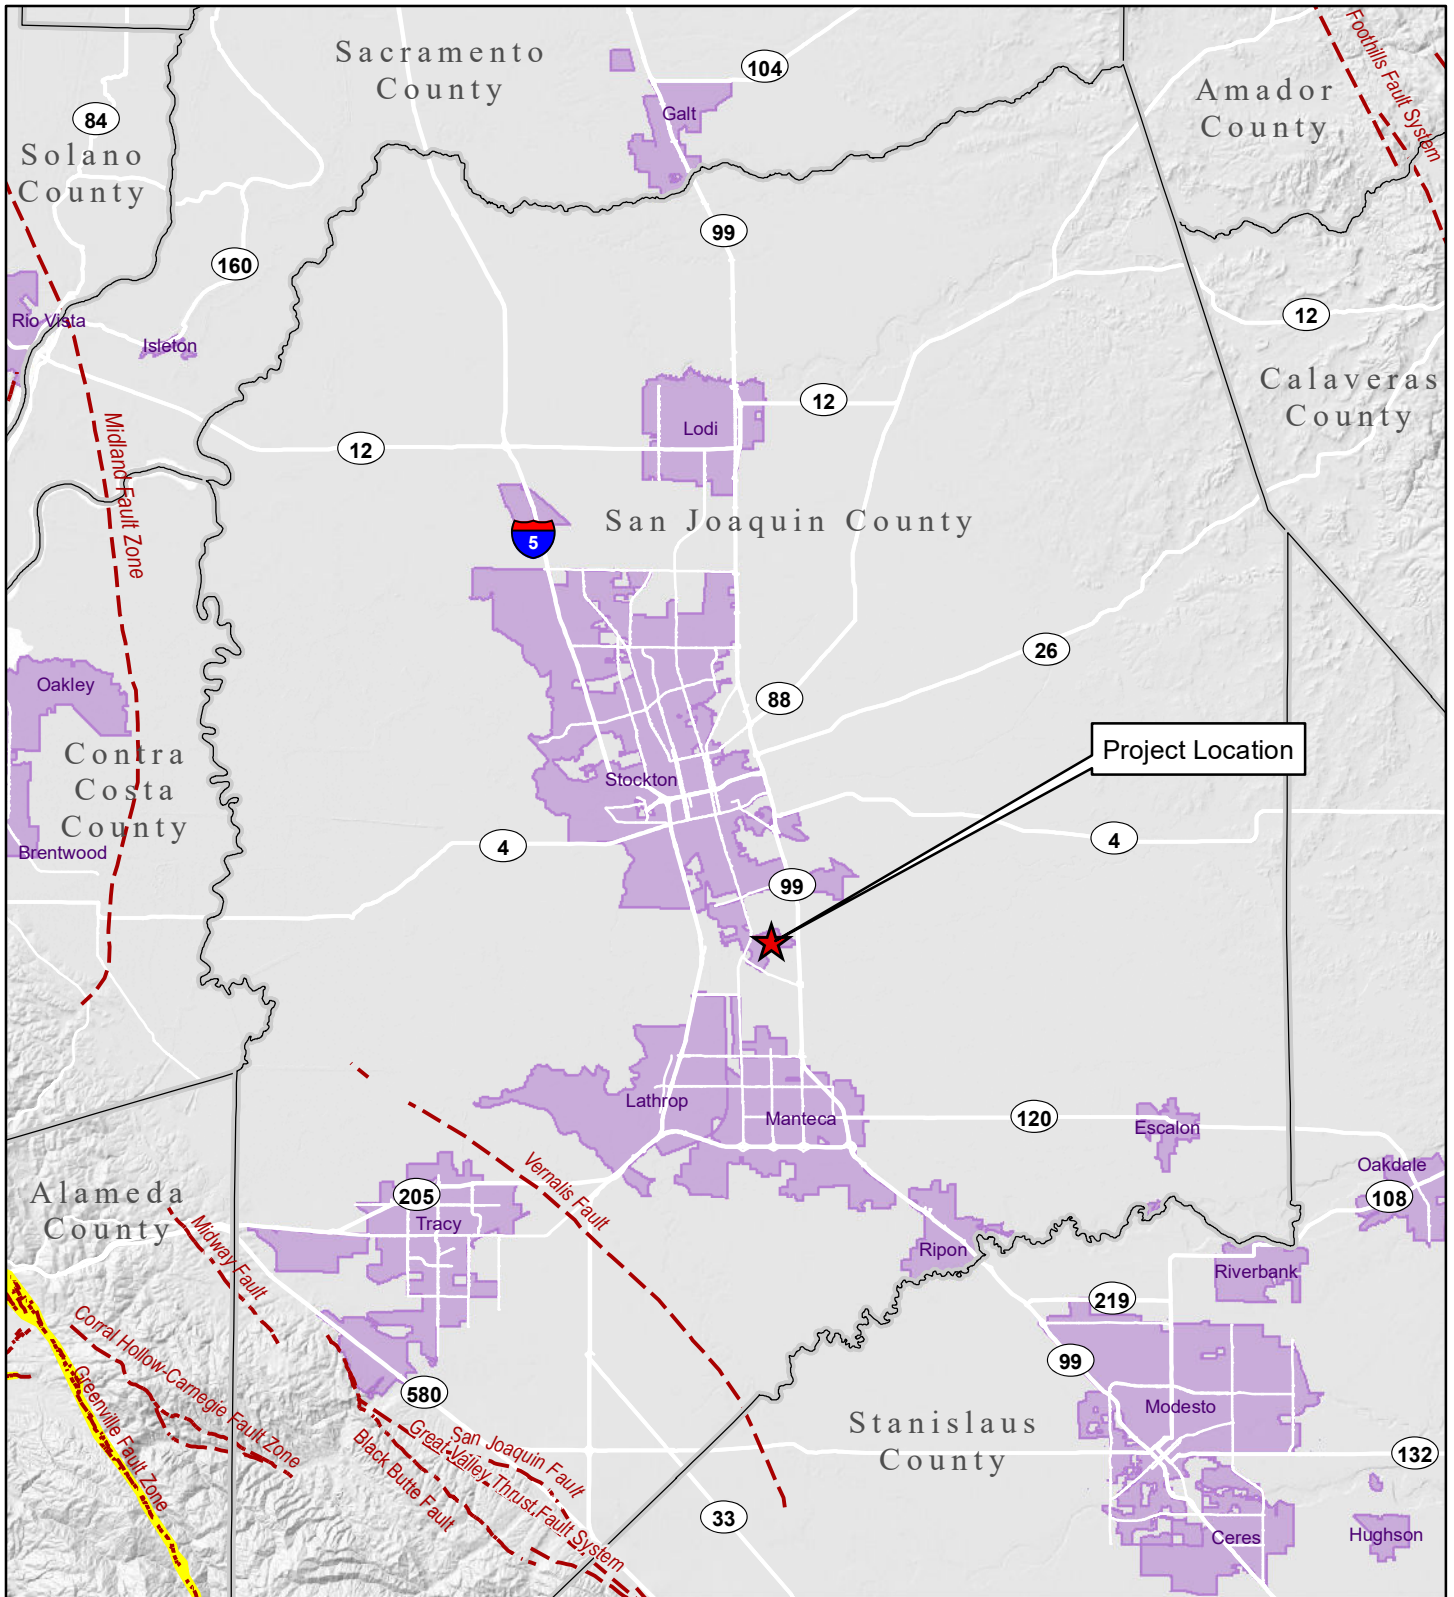 Sacramento
County
104
Amador
County
Foothills Fault System
Galt
84
Solano
County
99
160
12
Rio Vista
Isleton
Calaveras
County
12
Lodi
12
Midland Fault Zone
San Joaquin County
5
26
Oakley
88
Contra
Costa
County
Project Location
Stockton
4
4
Brentwood
99
Lathrop
Manteca
120
Escalon
Oakdale
108
Alameda
County
205
Tracy
Vernalis Fault
Midway Fault
Ripon
Riverbank
219
99
Corral Hollow-Carnegie Fault Zone
Greenville Fault Zone
580
Modesto
Stanislaus
County
San Joaquin Fault
Great Valley Thrust Fault System
Black Butte Fault
132
33
Ceres
Hughson